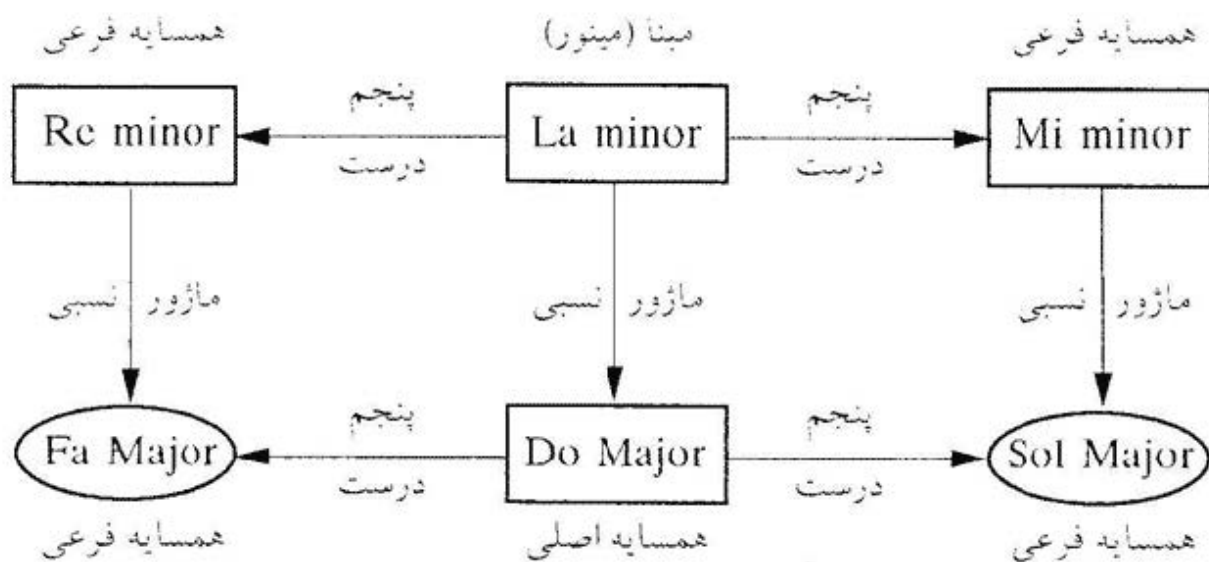 همسایه فرعی
مبنا (مینور)
همسایه فرعی
Re minor
پنجم
درست
La minor
پنجم
درست
Mi minor
ماژور نسبی
ماژور نسبی
ماژور نسبی
Fa Major
پنجم
درست
Do Major
پنجم
درست
Sol Major
همسایه فرعی
همسایه اصلی
همسایه فرعی